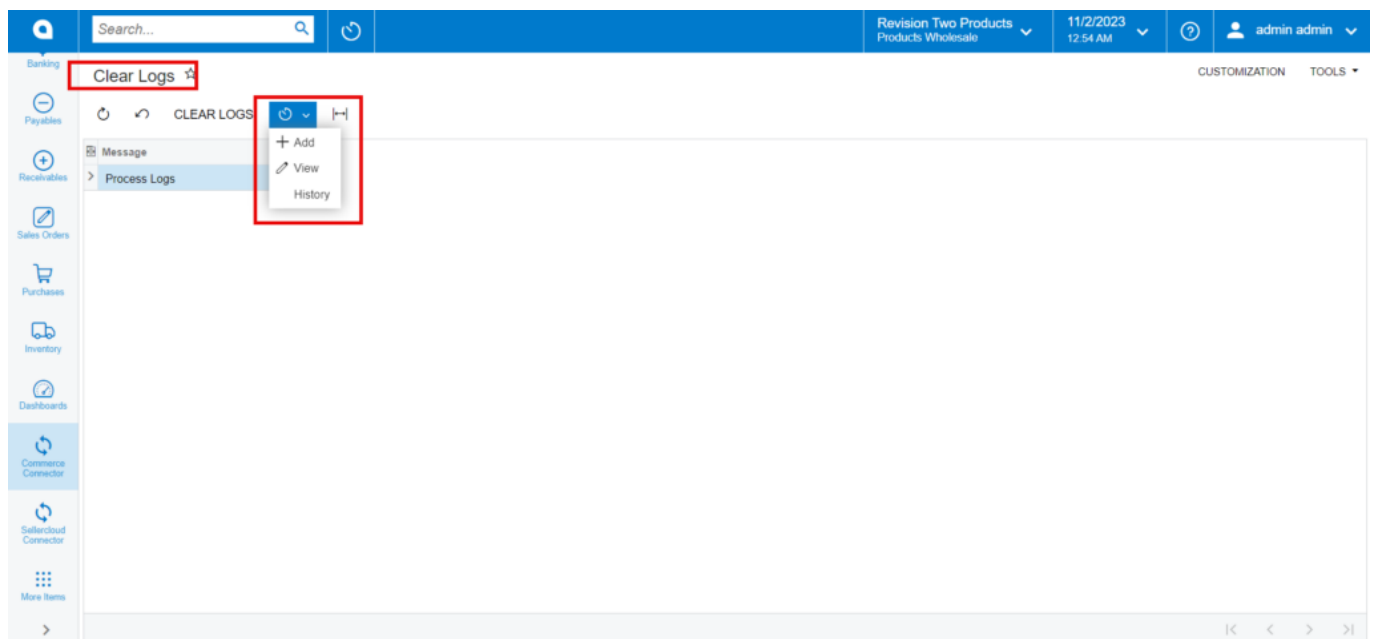 Search...
Revision Two Products
Products Wholesale
11/2/2023
12:54 AM
admin admin
Banking
Clear Logs
CUSTOMIZATION TOOLS
Payables
CLEAR LOGS
Add
Message
View
Receivables
Process Logs
History
Sales Orders
Purchases
Inventory
Dashboards
Commerce
Connector
Sellercloud
Connector
More Items